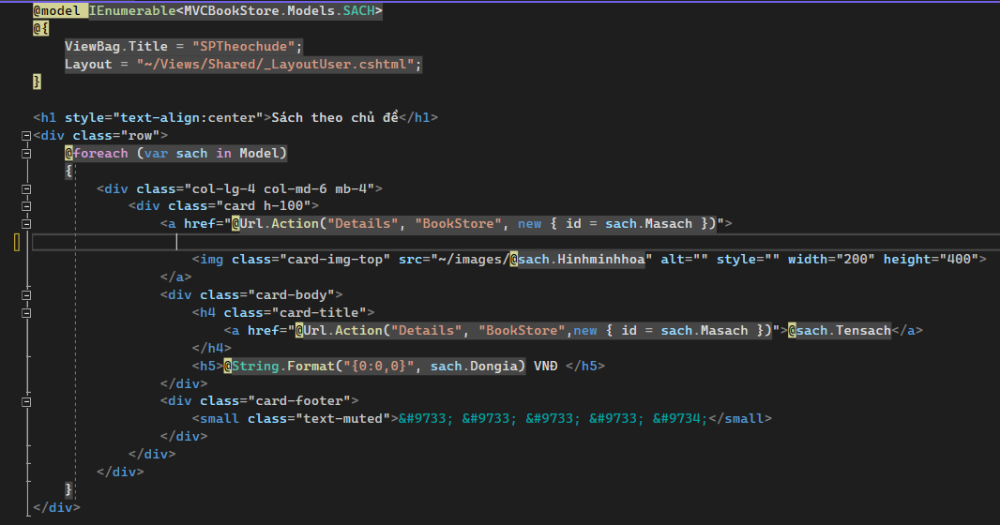 @model IEnumerable<MVCBookStore.Models.SACH>
@{
    ViewBag.Title = "SPTheochude";
    Layout = "~/Views/Shared/_LayoutUser.cshtml";
}
<h1 style="text-align:center">Sách theo chủ đề</h1>
<div class="row">
    @foreach (var sach in Model)
    {
        <div class="col-lg-4 col-md-6 mb-4">
            <div class="card h-100">
                <a href="@Url.Action("Details", "BookStore", new { id = sach.Masach })">
                    <img class="card-img-top" src="~/images/@sach.Hinhminhhoa" alt="" style="" width="200" height="400">
                </a>
                <div class="card-body">
                    <h4 class="card-title">
                        <a href="@Url.Action("Details", "BookStore",new { id = sach.Masach })">@sach.Tensach</a>
                    </h4>
                    <h5>@String.Format("{0:0,0}", sach.Dongia) VNĐ </h5>
                </div>
                <div class="card-footer">
                    <small class="text-muted">&#9733; &#9733; &#9733; &#9733; &#9734;</small>
                </div>
            </div>
        </div>
    }
</div>